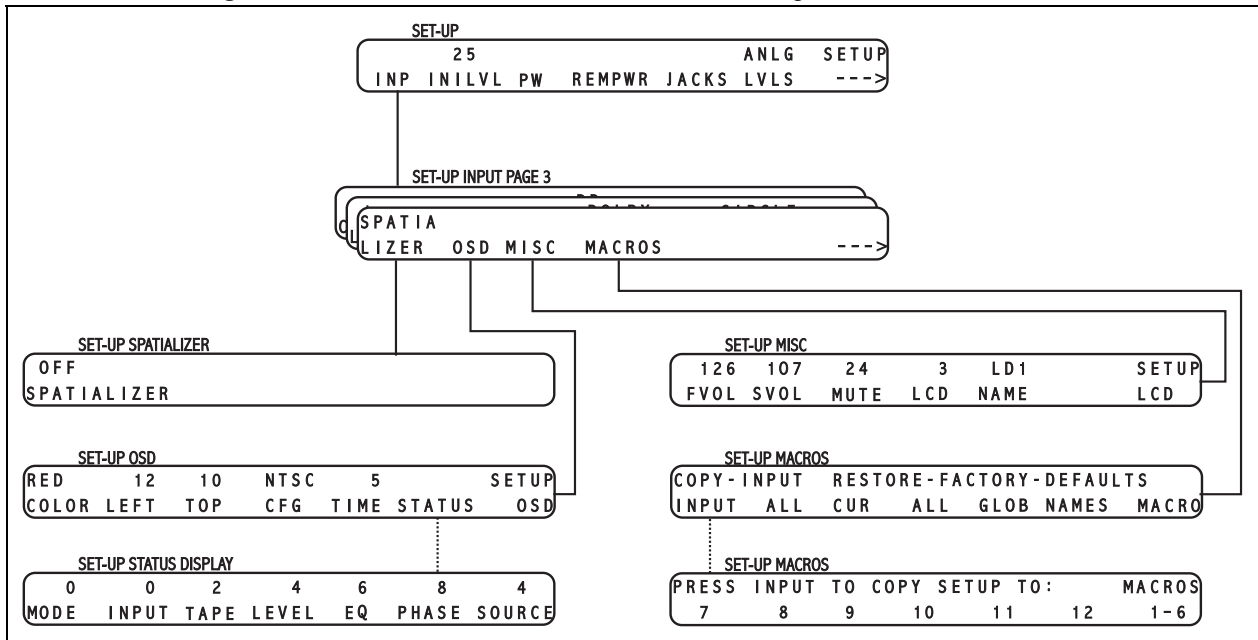 SET-UP
25 ANLG SETUP
INP INILVL PW REMPWR JACKS LVLS --->
SET-UP INPUT PAGE 3
SPATIA
LIZER OSD MISC MACROS --->
SET-UP SPATIALIZER
OFF
SPATIALIZER
SET-UP MISC
126 107 24 3 LD1 SETUP
FVOL SVOL MUTE LCD NAME LCD
SET-UP OSD
RED 12 10 NTSC 5 SETUP
COLOR LEFT TOP CFG TIME STATUS OSD
SET-UP MACROS
COPY-INPUT RESTORE-FACTORY-DEFAULTS
INPUT ALL CUR ALL GLOB NAMES MACRO
SET-UP STATUS DISPLAY
0 0 2 4 6 8 4
MODE INPUT TAPE LEVEL EQ PHASE SOURCE
SET-UP MACROS
PRESS INPUT TO COPY SETUP TO: MACROS
7 8 9 10 11 12 1-6